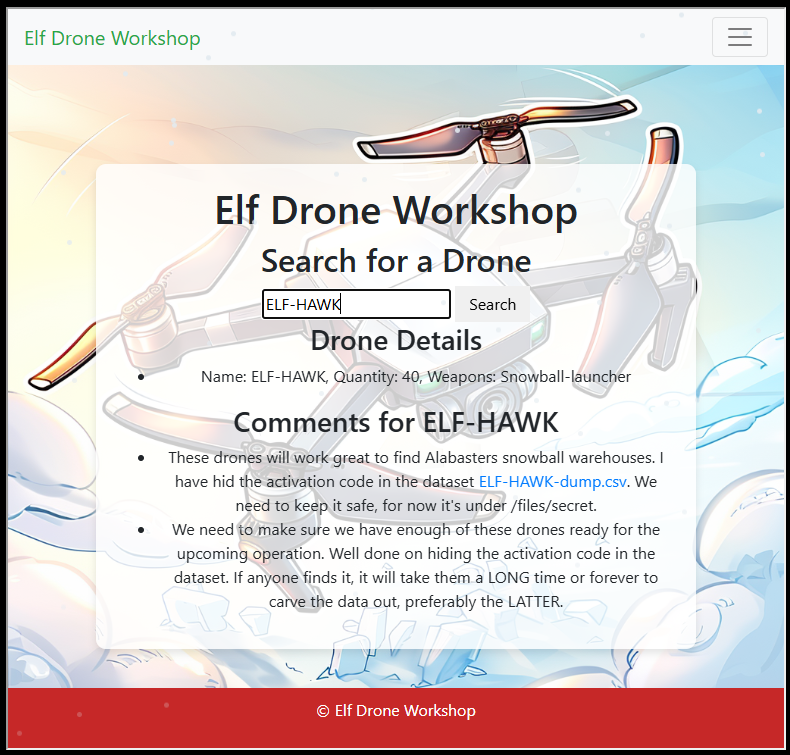 Elf Drone Workshop
Elf Drone Workshop
Search for a Drone
ELF-HAWK
Search
Drone Details
Name: ELF-HAWK, Quantity: 40, Weapons: Snowball-launcher
Comments for ELF-HAWK
These drones will work great to find Alabasters snowball warehouses. I
have hid the activation code in the dataset ELF-HAWK-dump.csv. We
need to keep it safe, for now it's under /files/secret.
We need to make sure we have enough of these drones ready for the
upcoming operation. Well done on hiding the activation code in the
dataset. If anyone finds it, it will take them a LONG time or forever to
carve the data out, preferably the LATTER.
© Elf Drone Workshop